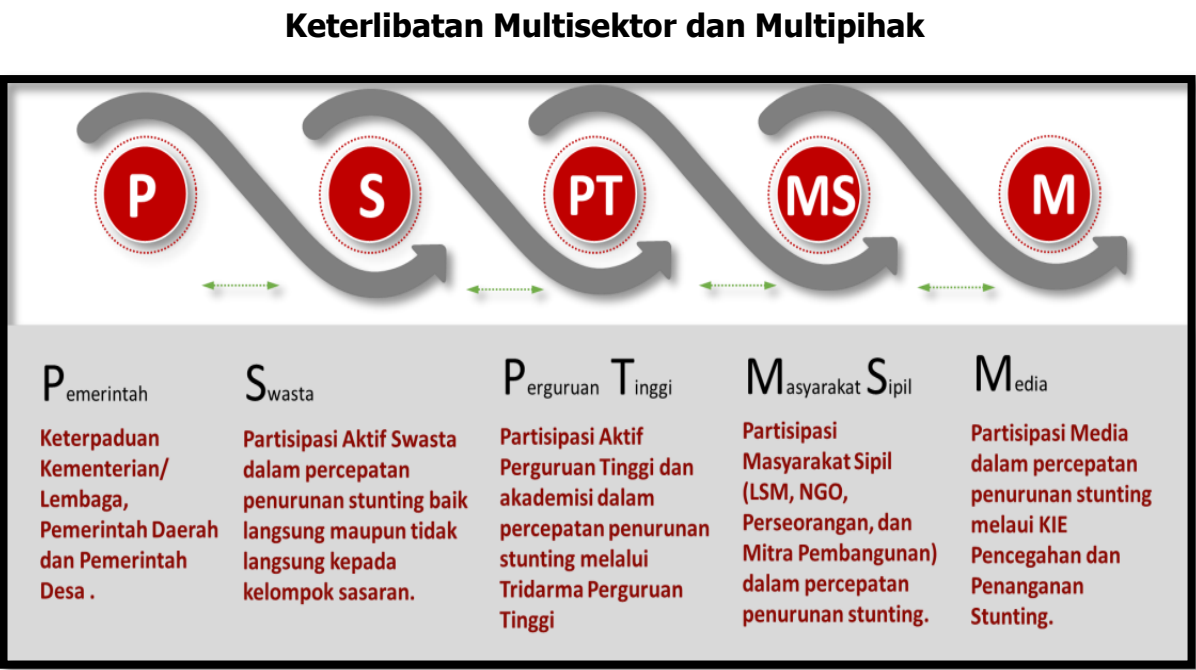 Keterlibatan Multisektor dan Multipihak
P
S
PT
MS
M
Pemerintah
Keterpaduan
Kementerian/
Lembaga,
Pemerintah Daerah
dan Pemerintah
Desa .
Swasta
Partisipasi Aktif Swasta
dalam percepatan
penurunan stunting baik
langsung maupun tidak
langsung kepada
kelompok sasaran.
Perguruan Tinggi
Partisipasi Aktif
Perguruan Tinggi dan
akademisi dalam
percepatan penurunan
stunting melalui
Tridarma Perguruan
Tinggi
Masyarakat Sipil
Partisipasi
Masyarakat Sipil
(LSM, NGO,
Perseorangan, dan
Mitra Pembangunan)
dalam percepatan
penurunan stunting.
Media
Partisipasi Media
dalam percepatan
penurunan stunting
melaui KIE
Pencegahan dan
Penanganan
Stunting.